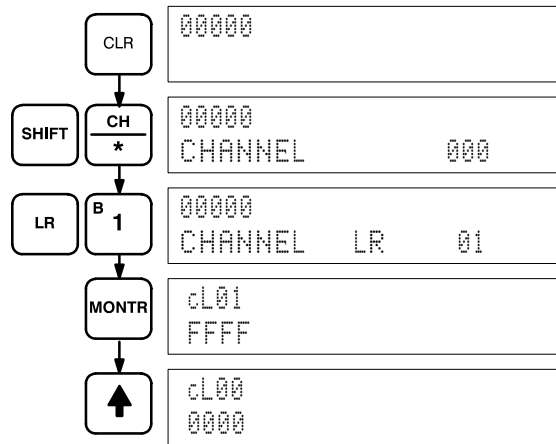 CLR
00000
SHIFT
CH
*
00000
CHANNEL 000
LR
B
1
00000
CHANNEL LR 01
MONTR
cL01
FFFF
cL00
0000